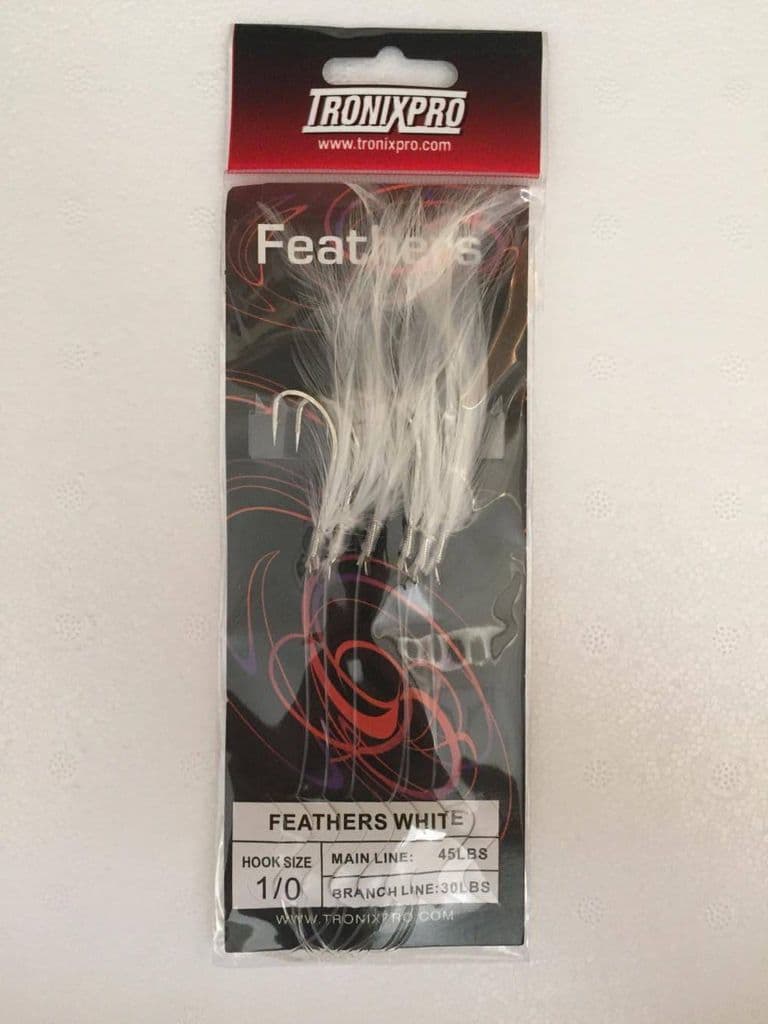 TRONIXPRO
www.tronixpro.com
Feathers
FEATHERS WHITE
HOOK SIZE
1/0
MAIN LINE: 45LBS
BRANCH LINE:30LBS
WWW.TRONIXPRO.COM